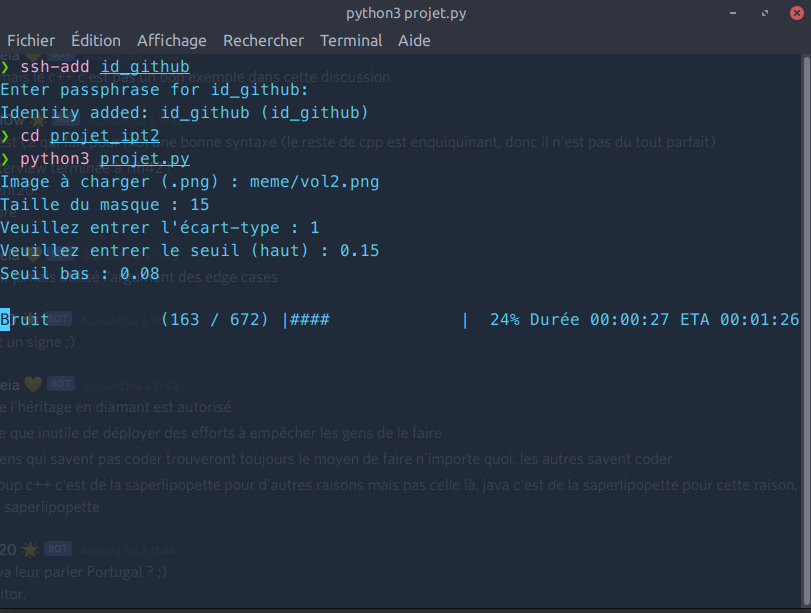 python3 projet.py
Fichier Édition Affichage Rechercher Terminal Aide
❯ ssh-add id_github
mais le c++ c'est pas un bon exemple dans cette discussion
Enter passphrase for id_github:
Identity added: id_github (id_github)
❯ cd projet_ipt2
bonne syntaxe (le reste de cpp est enquiquinant, donc il n'est pas du tout parfait)
❯ python3 projet.py
terminée à 11h42
Image à charger (.png) : meme/vol2.png
Taille du masque : 15
Veuillez entrer l'écart-type : 1
Veuillez entrer le seuil (haut) : 0.15
Seuil bas : 0.08
des edge cases
Bruit (163 / 672) |#### | 24% Durée 00:00:27 ETA 00:01:26
BOT Aujourd'hui à
un signe ;)
eia 💛 BOT Aujourd'hui à 11:43
e l'héritage en diamant est autorisé
e que inutile de déployer des efforts à empêcher les gens de le faire
ens qui savent pas coder trouveront toujours le moyen de faire n'importe quoi, les autres savent coder
oup c++ c'est de la saperlipopette pour d'autres raisons mais pas celle là, java c'est de la saperlipopette pour cette raison,
saperlipopette
20 🌟 BOT Aujourd'hui à 11:44
va leur parler Portugal ? ;)
itor.